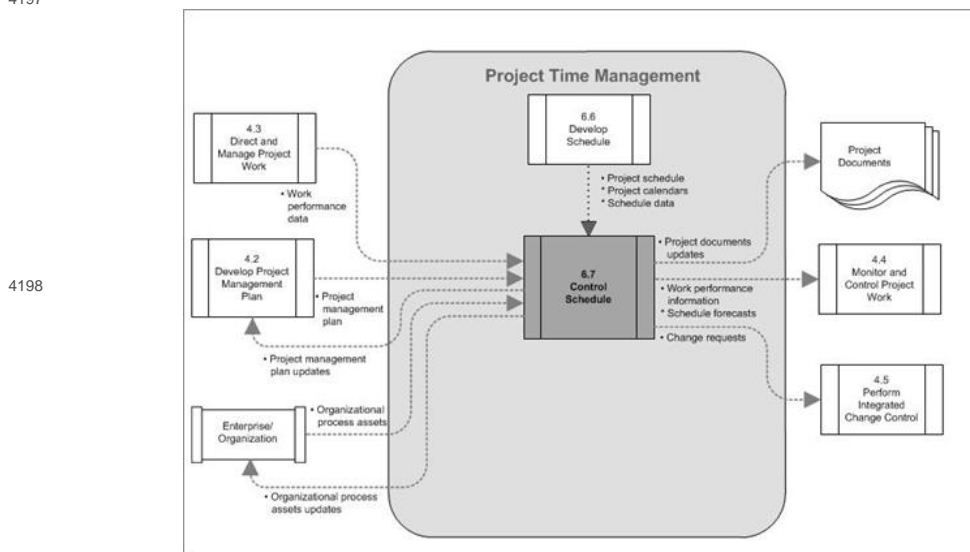 4197
Project Time Management
4.3
Direct and
Manage Project
Work
6.6
Develop
Schedule
Project
Documents
• Work
performance
data
• Project schedule
• Project calendars
• Schedule data
4.2
Develop Project
Management
Plan
• Project
management
plan
6.7
Control
Schedule
• Project documents
updates
4.4
Monitor and
Control Project
Work
4198
• Work performance
information
• Schedule forecasts
• Change requests
• Project management
plan updates
4.5
Perform
Integrated
Change Control
Enterprise/
Organization
• Organizational
process assets
• Organizational process
assets updates